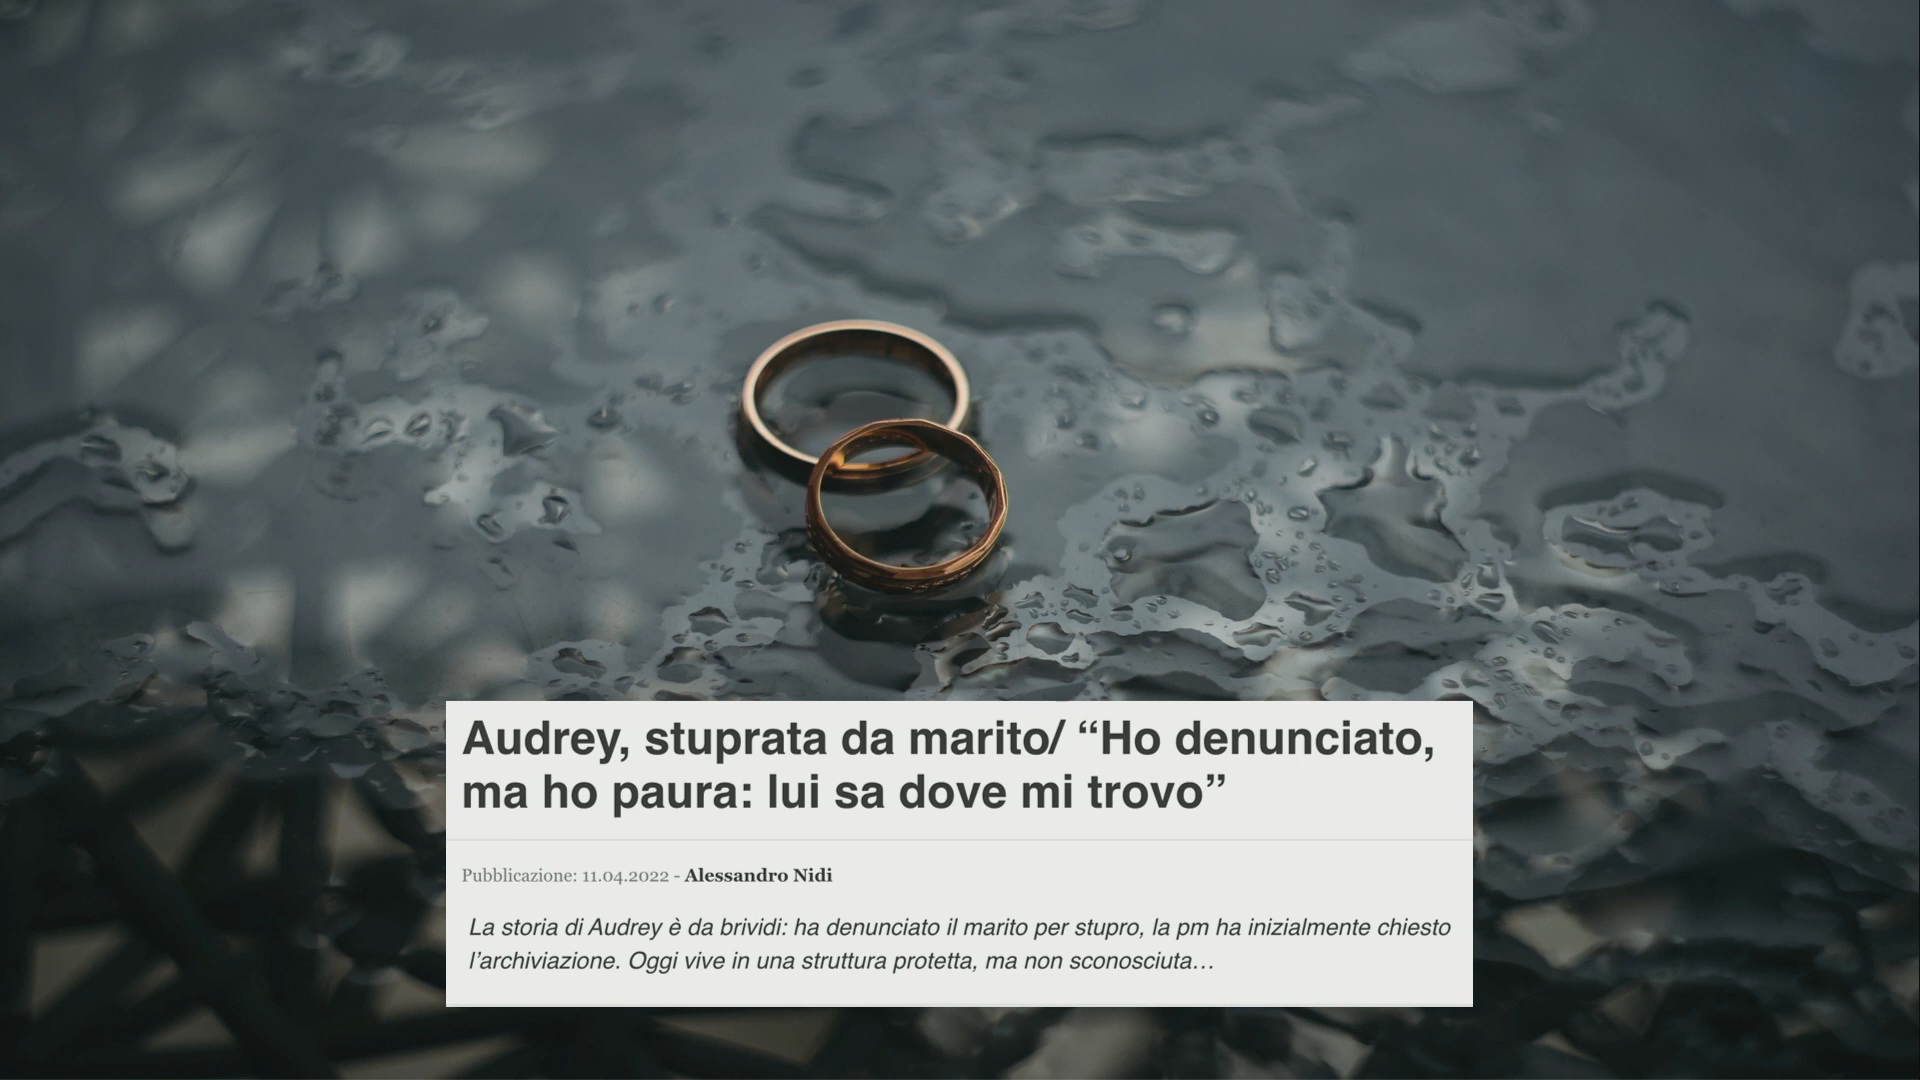 Audrey, stuprata da marito/ “Ho denunciato,
ma ho paura: lui sa dove mi trovo”
Pubblicazione: 11.04.2022 - Alessandro Nidi
La storia di Audrey è da brividi: ha denunciato il marito per stupro, la pm ha inizialmente chiesto
l’archiviazione. Oggi vive in una struttura protetta, ma non sconosciuta…